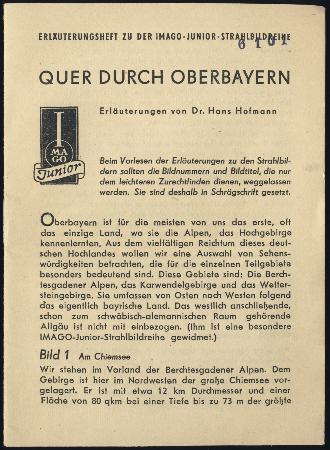 ERLÄUTERUNGSHEFT ZU DER IMAGO-JUNIOR-STRAHLBILDREIHE
6101
QUER DURCH OBERBAYERN
Erläuterungen von Dr. Hans Hofmann
I
MA
GO
Junior
Beim Vorlesen der Erläuterungen zu den Strahlbil-
dern sollten die Bildnummern und Bildtitel, die nur
dem leichteren Zurechtfinden dienen, weggelassen
werden. Sie sind deshalb in Schrägschrift gesetzt.
Oberbayern ist für die meisten von uns das erste, oft
das einzige Land, wo sie die Alpen, das Hochgebirge
kennenlernten. Aus dem vielfältigen Reichtum dieses deut-
schen Hochlandes wollen wir eine Auswahl von Sehens-
würdigkeiten betrachten, die für die einzelnen Teilgebiete
besonders bedeutend sind. Diese Gebiete sind: Die Berch-
tesgadener Alpen, das Karwendelgebirge und das Wetter-
steingebirge. Sie umfassen von Osten nach Westen folgend
das eigentlich bayrische Land. Das westlich anschließende,
schon zum schwäbisch-alemannischen Raum gehörende
Allgäu ist nicht mit einbezogen. (Ihm ist eine besondere
IMAGO-Junior-Strahlbildreihe gewidmet.)
Bild 1 Am Chiemsee
Wir stehen im Vorland der Berchtesgadener Alpen. Dem
Gebirge ist hier im Nordwesten der große Chiemsee vor-
gelagert. Er ist mit etwa 12 km Durchmesser und einer
Fläche von 80 qkm bei einer Tiefe bis zu 73 m der größte